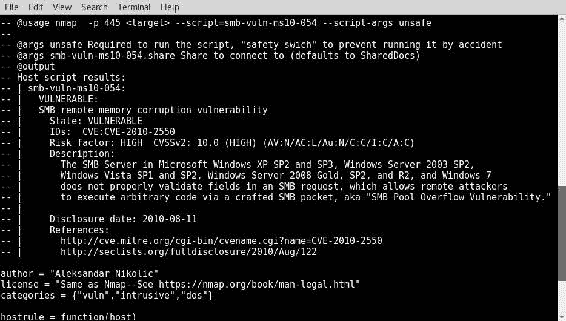 File Edit View Search Terminal Help
-- @usage nmap  -p 445 <target> --script=smb-vuln-ms10-054 --script-args unsafe
--
-- @args unsafe Required to run the script, "safety swich" to prevent running it by accident
-- @args smb-vuln-ms10-054.share Share to connect to (defaults to SharedDocs)
-- @output
-- Host script results:
-- | smb-vuln-ms10-054:
-- |   VULNERABLE:
-- |   SMB remote memory corruption vulnerability
-- |     State: VULNERABLE
-- |     IDs:  CVE:CVE-2010-2550
-- |     Risk factor: HIGH  CVSSv2: 10.0 (HIGH) (AV:N/AC:L/Au:N/C:C/I:C/A:C)
-- |     Description:
-- |       The SMB Server in Microsoft Windows XP SP2 and SP3, Windows Server 2003 SP2,
-- |       Windows Vista SP1 and SP2, Windows Server 2008 Gold, SP2, and R2, and Windows 7
-- |       does not properly validate fields in an SMB request, which allows remote attackers
-- |       to execute arbitrary code via a crafted SMB packet, aka "SMB Pool Overflow Vulnerability."
-- |
-- |     Disclosure date: 2010-08-11
-- |     References:
-- |       http://cve.mitre.org/cgi-bin/cvename.cgi?name=CVE-2010-2550
-- |       http://seclists.org/fulldisclosure/2010/Aug/122

author = "Aleksandar Nikolic"
license = "Same as Nmap--See https://nmap.org/book/man-legal.html"
categories = {"vuln","intrusive","dos"}

hostrule = function(host)